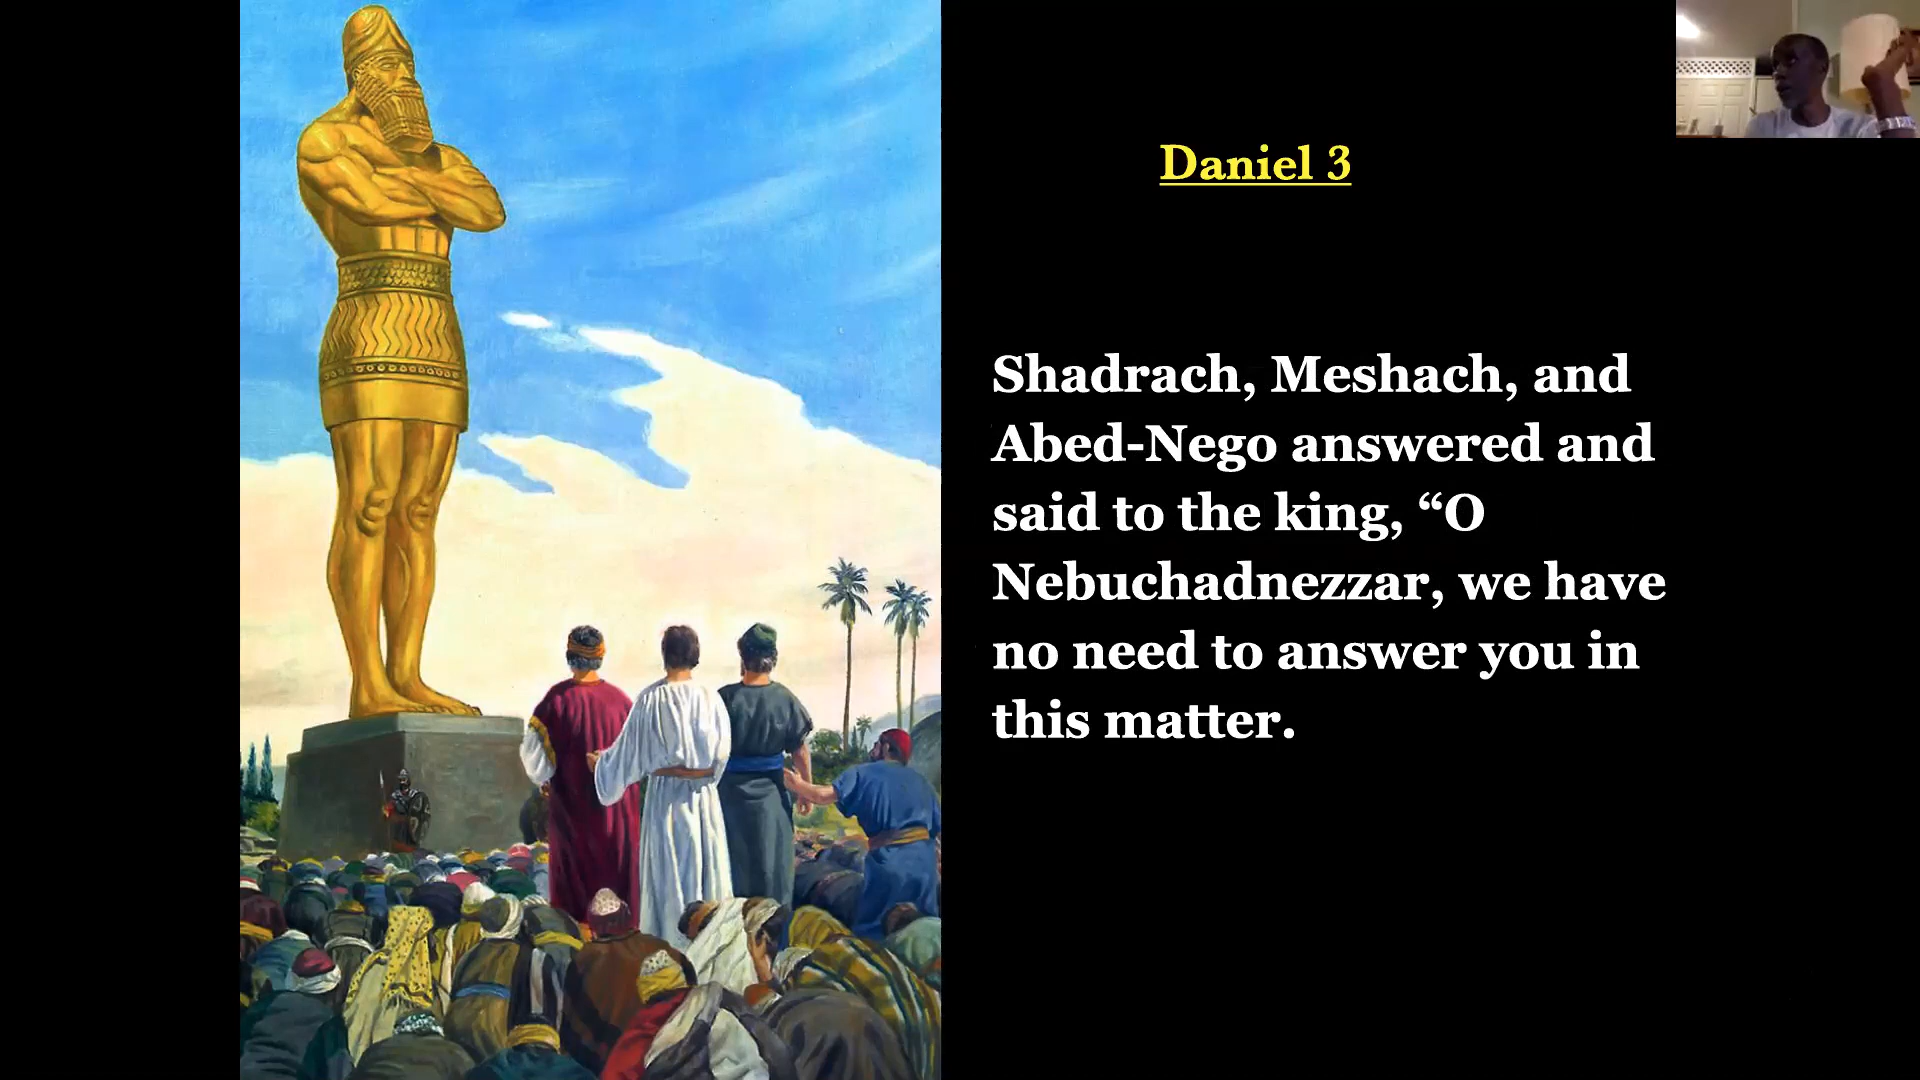 Daniel 3
Shadrach, Meshach, and
Abed-Nego answered and
said to the king, “O
Nebuchadnezzar, we have
no need to answer you in
this matter.